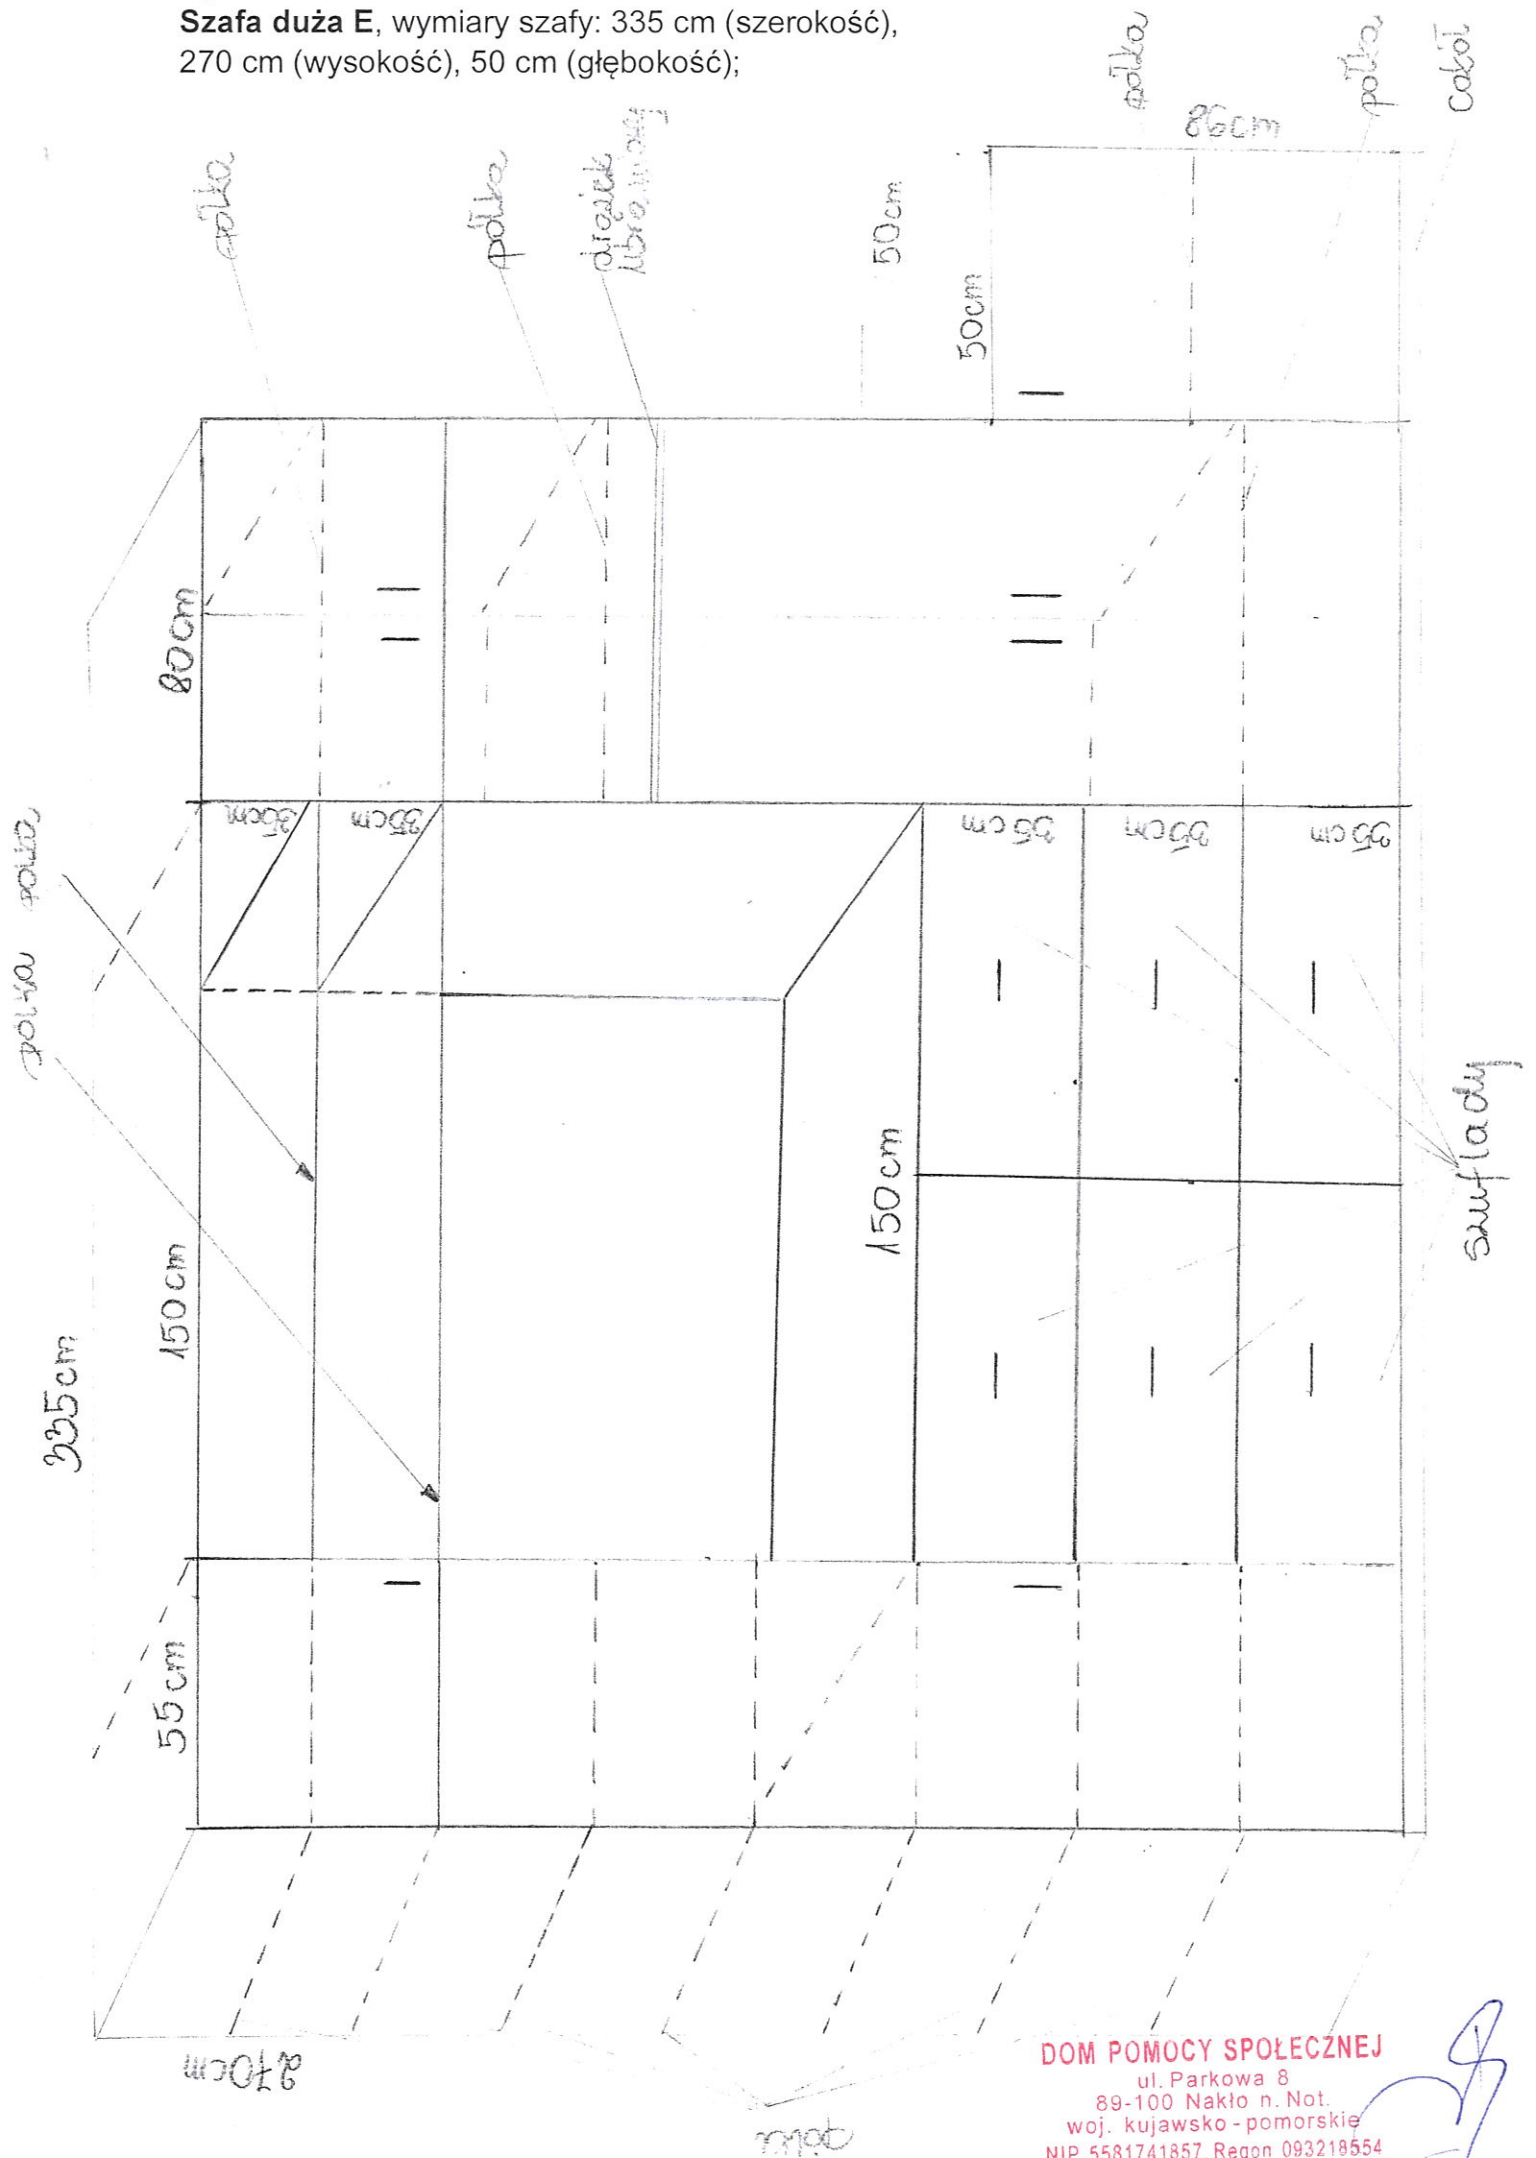 Szafa duża E, wymiary szafy: 335 cm (szerokość),
270 cm (wysokość), 50 cm (głębokość);
półka
półka
drążek
ubraniowy
50cm
50cm
86cm
półka
półka
cokół
80cm
35cm
35cm
35cm
35cm
35cm
półka
półka
150cm
150cm
335cm
szuflady
55cm
270cm
półki
DOM POMOCY SPOŁECZNEJ
ul. Parkowa 8
89-100 Nakło n. Not.
woj. kujawsko-pomorskie
NIP 5581741857, Regon 093218554